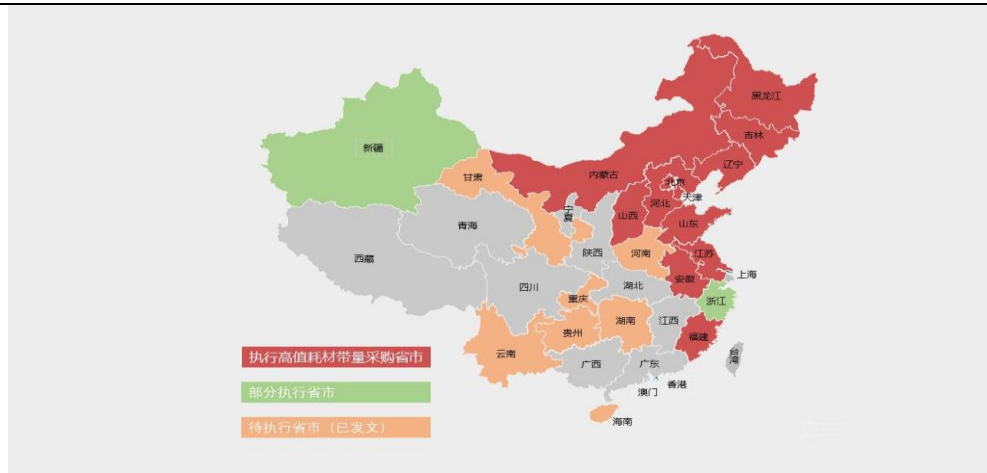 黑龙江
吉林
辽宁
新疆
内蒙古
甘肃
北京
天津
河北
山西
宁夏
山东
青海
陕西
河南
江苏
西藏
安徽
上海
四川
湖北
重庆
浙江
湖南
江西
贵州
福建
云南
台湾
广西
广东
香港
澳门
海南
执行高值耗材带量采购省市
部分执行省市
待执行省市（已发文）